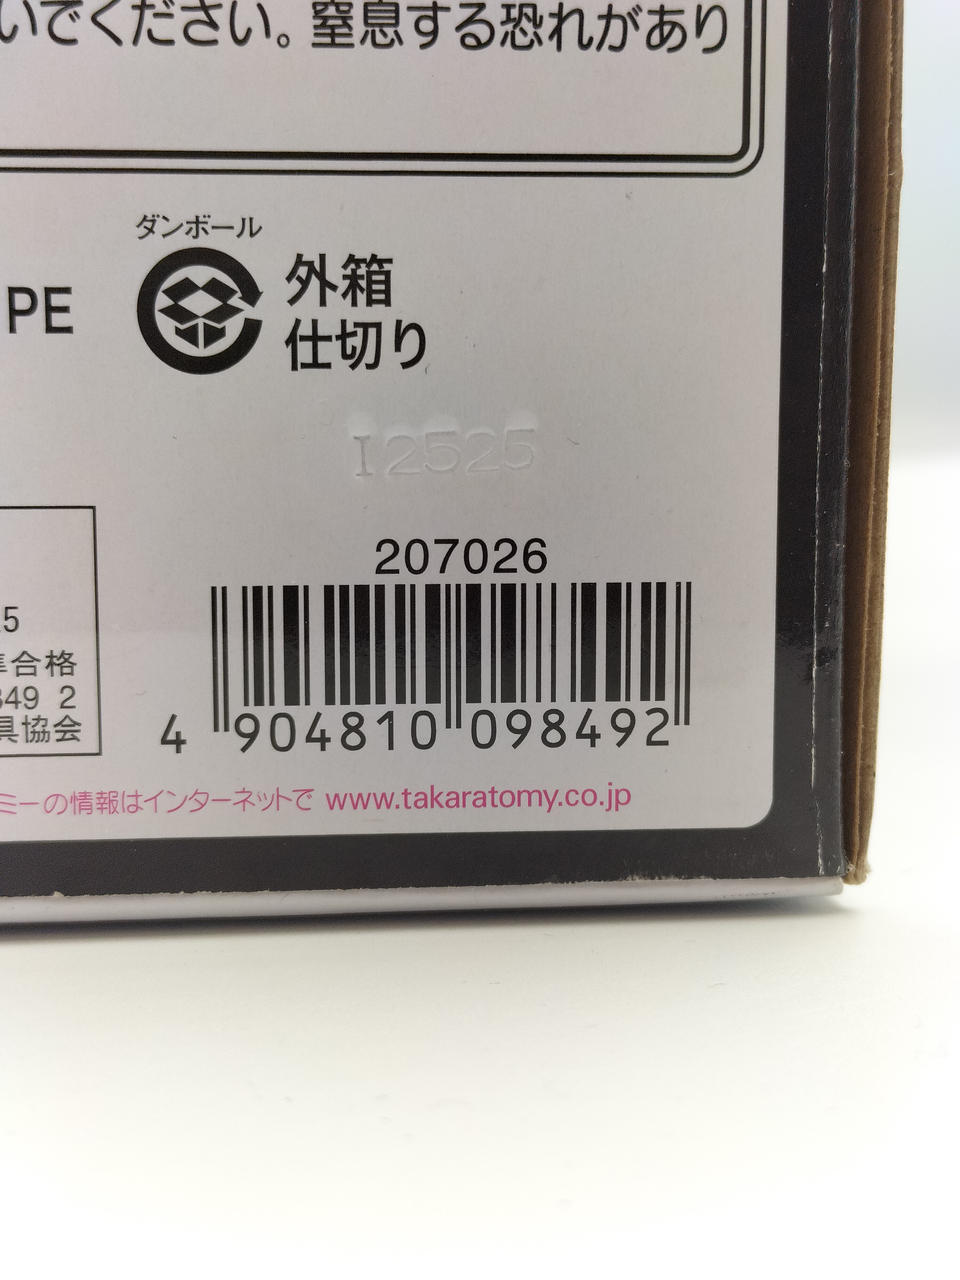 いでください。窒息する恐れがあり
ダンボール
PE
外箱
仕切り
I2525
207026
5
合格
349 2
具協会
4 904810 098492
ミーの情報はインターネットで www.takaratomy.co.jp